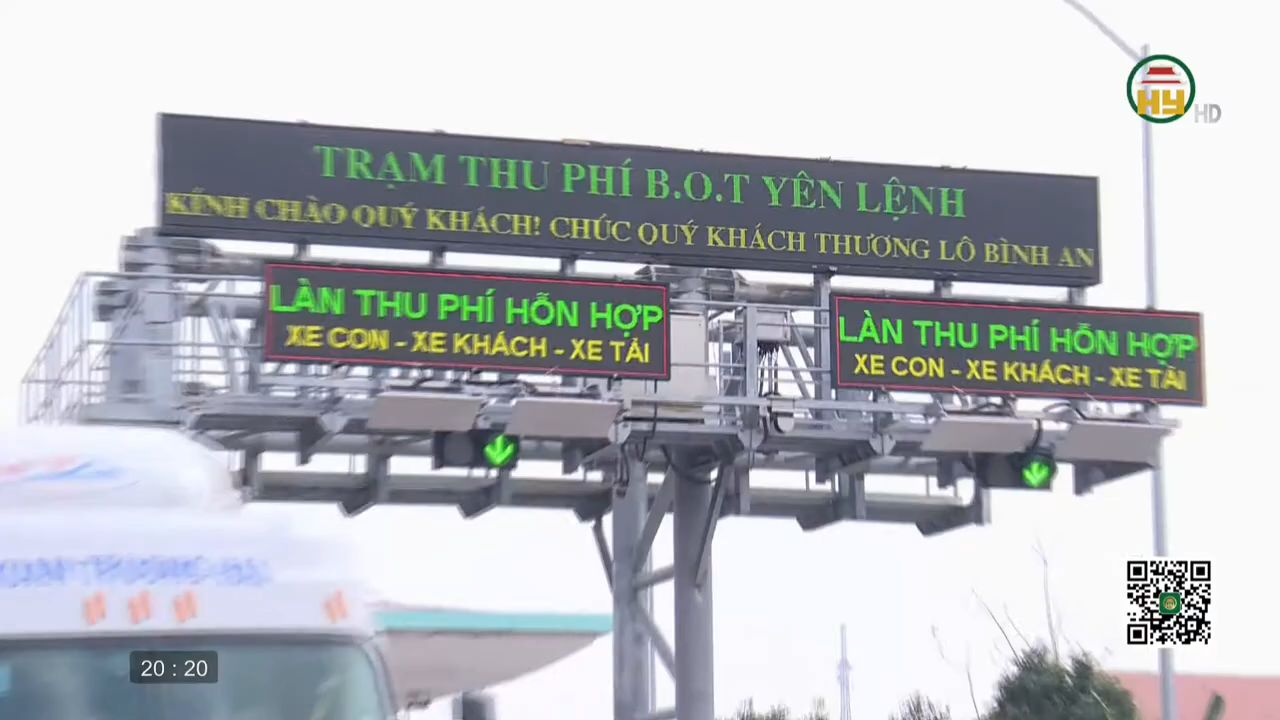 HY HD
TRẠM THU PHÍ B.O.T YÊN LỆNH
KÍNH CHÀO QUÝ KHÁCH! CHÚC QUÝ KHÁCH THƯỢNG LỘ BÌNH AN
LÀN THU PHÍ HỖN HỢP
XE CON - XE KHÁCH - XE TẢI
LÀN THU PHÍ HỖN HỢP
XE CON - XE KHÁCH - XE TẢI
20 : 20